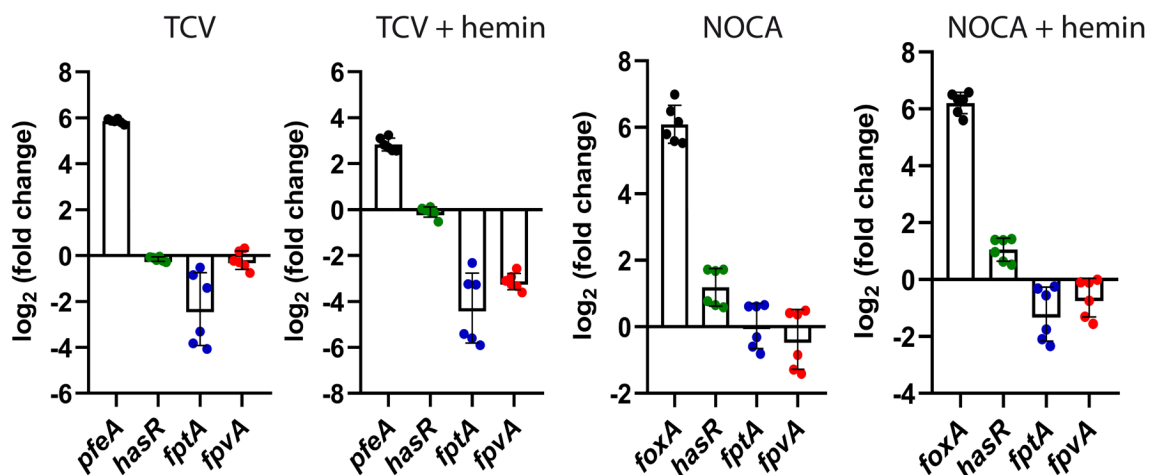 TCV
log2 (fold change)
8
6
4
2
0
-2
-4
-6
pfeA
hasR
fptA
fpvA
TCV + hemin
log2 (fold change)
6
4
2
0
-2
-4
-6
-8
pfeA
hasR
fptA
fpvA
NOCA
log2 (fold change)
8
6
4
2
0
-2
foxA
hasR
fptA
fpvA
NOCA + hemin
log2 (fold change)
8
6
4
2
0
-2
-4
foxA
hasR
fptA
fpvA